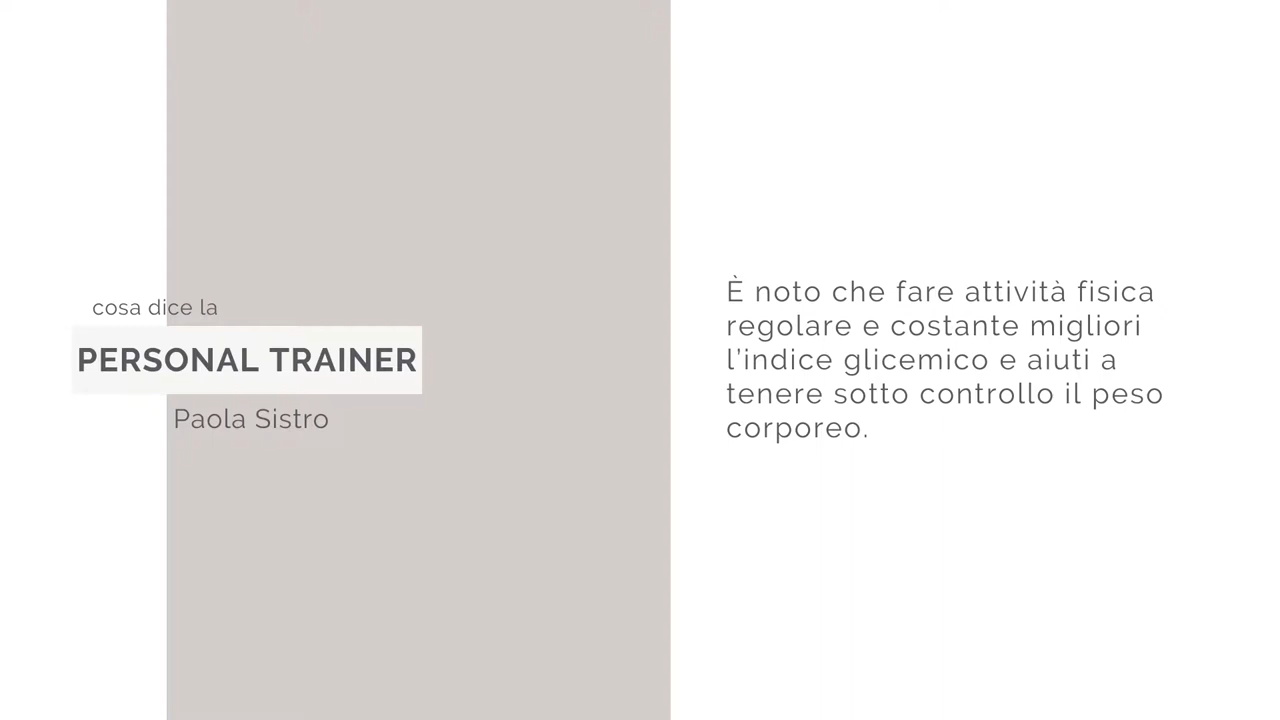 cosa dice la
PERSONAL TRAINER
Paola Sistro
È noto che fare attività fisica
regolare e costante migliori
l’indice glicemico e aiuti a
tenere sotto controllo il peso
corporeo.